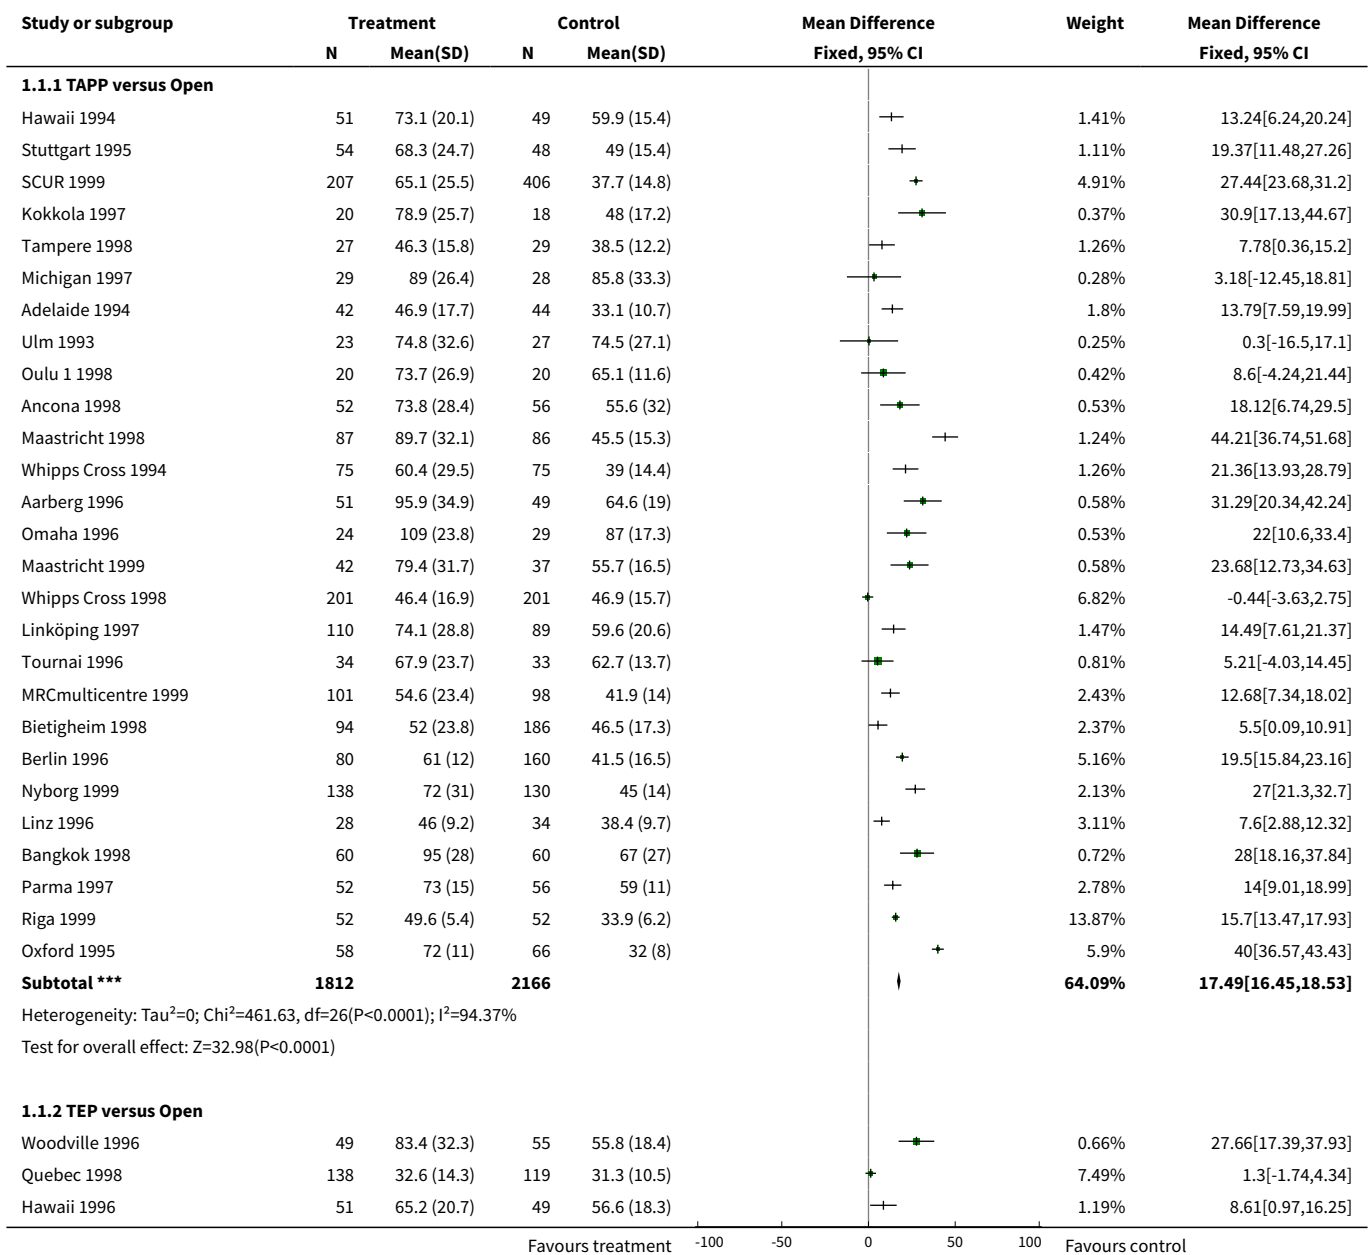 Study or subgroup Treatment Control Mean Difference Weight Mean Difference
N Mean(SD) N Mean(SD) Fixed, 95% CI Fixed, 95% CI
1.1.1 TAPP versus Open
Hawaii 1994 51 73.1 (20.1) 49 59.9 (15.4) 1.41% 13.24[6.24,20.24]
Stuttgart 1995 54 68.3 (24.7) 48 49 (15.4) 1.11% 19.37[11.48,27.26]
SCUR 1999 207 65.1 (25.5) 406 37.7 (14.8) 4.91% 27.44[23.68,31.2]
Kokkola 1997 20 78.9 (25.7) 18 48 (17.2) 0.37% 30.9[17.13,44.67]
Tampere 1998 27 46.3 (15.8) 29 38.5 (12.2) 1.26% 7.78[0.36,15.2]
Michigan 1997 29 89 (26.4) 28 85.8 (33.3) 0.28% 3.18[-12.45,18.81]
Adelaide 1994 42 46.9 (17.7) 44 33.1 (10.7) 1.8% 13.79[7.59,19.99]
Ulm 1993 23 74.8 (32.6) 27 74.5 (27.1) 0.25% 0.3[-16.5,17.1]
Oulu 1 1998 20 73.7 (26.9) 20 65.1 (11.6) 0.42% 8.6[-4.24,21.44]
Ancona 1998 52 73.8 (28.4) 56 55.6 (32) 0.53% 18.12[6.74,29.5]
Maastricht 1998 87 89.7 (32.1) 86 45.5 (15.3) 1.24% 44.21[36.74,51.68]
Whipps Cross 1994 75 60.4 (29.5) 75 39 (14.4) 1.26% 21.36[13.93,28.79]
Aarberg 1996 51 95.9 (34.9) 49 64.6 (19) 0.58% 31.29[20.34,42.24]
Omaha 1996 24 109 (23.8) 29 87 (17.3) 0.53% 22[10.6,33.4]
Maastricht 1999 42 79.4 (31.7) 37 55.7 (16.5) 0.58% 23.68[12.73,34.63]
Whipps Cross 1998 201 46.4 (16.9) 201 46.9 (15.7) 6.82% -0.44[-3.63,2.75]
Linköping 1997 110 74.1 (28.8) 89 59.6 (20.6) 1.47% 14.49[7.61,21.37]
Tournai 1996 34 67.9 (23.7) 33 62.7 (13.7) 0.81% 5.21[-4.03,14.45]
MRCmulticentre 1999 101 54.6 (23.4) 98 41.9 (14) 2.43% 12.68[7.34,18.02]
Bietigheim 1998 94 52 (23.8) 186 46.5 (17.3) 2.37% 5.5[0.09,10.91]
Berlin 1996 80 61 (12) 160 41.5 (16.5) 5.16% 19.5[15.84,23.16]
Nyborg 1999 138 72 (31) 130 45 (14) 2.13% 27[21.3,32.7]
Linz 1996 28 46 (9.2) 34 38.4 (9.7) 3.11% 7.6[2.88,12.32]
Bangkok 1998 60 95 (28) 60 67 (27) 0.72% 28[18.16,37.84]
Parma 1997 52 73 (15) 56 59 (11) 2.78% 14[9.01,18.99]
Riga 1999 52 49.6 (5.4) 52 33.9 (6.2) 13.87% 15.7[13.47,17.93]
Oxford 1995 58 72 (11) 66 32 (8) 5.9% 40[36.57,43.43]
Subtotal *** 1812 2166 64.09% 17.49[16.45,18.53]
Heterogeneity: Tau²=0; Chi²=461.63, df=26(P<0.0001); I²=94.37%
Test for overall effect: Z=32.98(P<0.0001)
1.1.2 TEP versus Open
Woodville 1996 49 83.4 (32.3) 55 55.8 (18.4) 0.66% 27.66[17.39,37.93]
Quebec 1998 138 32.6 (14.3) 119 31.3 (10.5) 7.49% 1.3[-1.74,4.34]
Hawaii 1996 51 65.2 (20.7) 49 56.6 (18.3) 1.19% 8.61[0.97,16.25]
Favours treatment -100 -50 0 50 100 Favours control